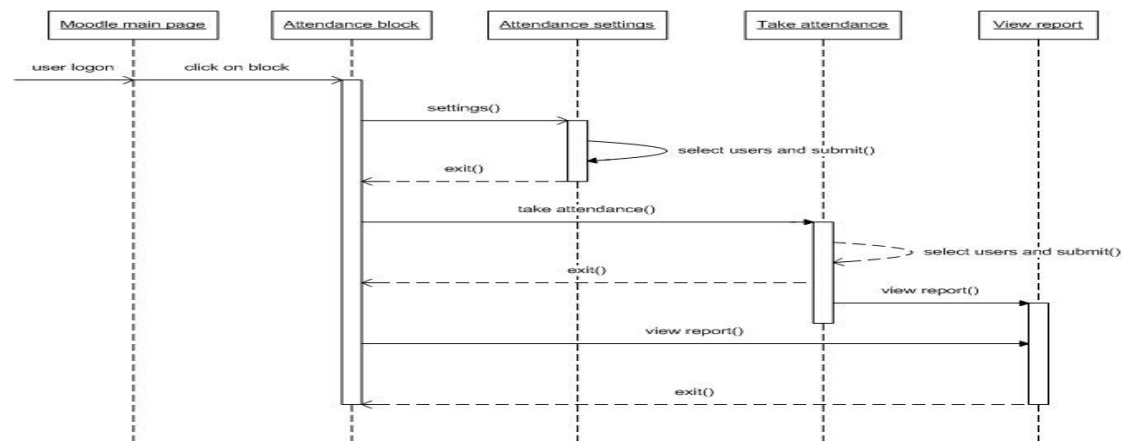 Moodle main page
Attendance block
Attendance settings
Take attendance
View report
user logon
click on block
settings()
select users and submit()
exit()
take attendance()
select users and submit()
exit()
view report()
view report()
exit()